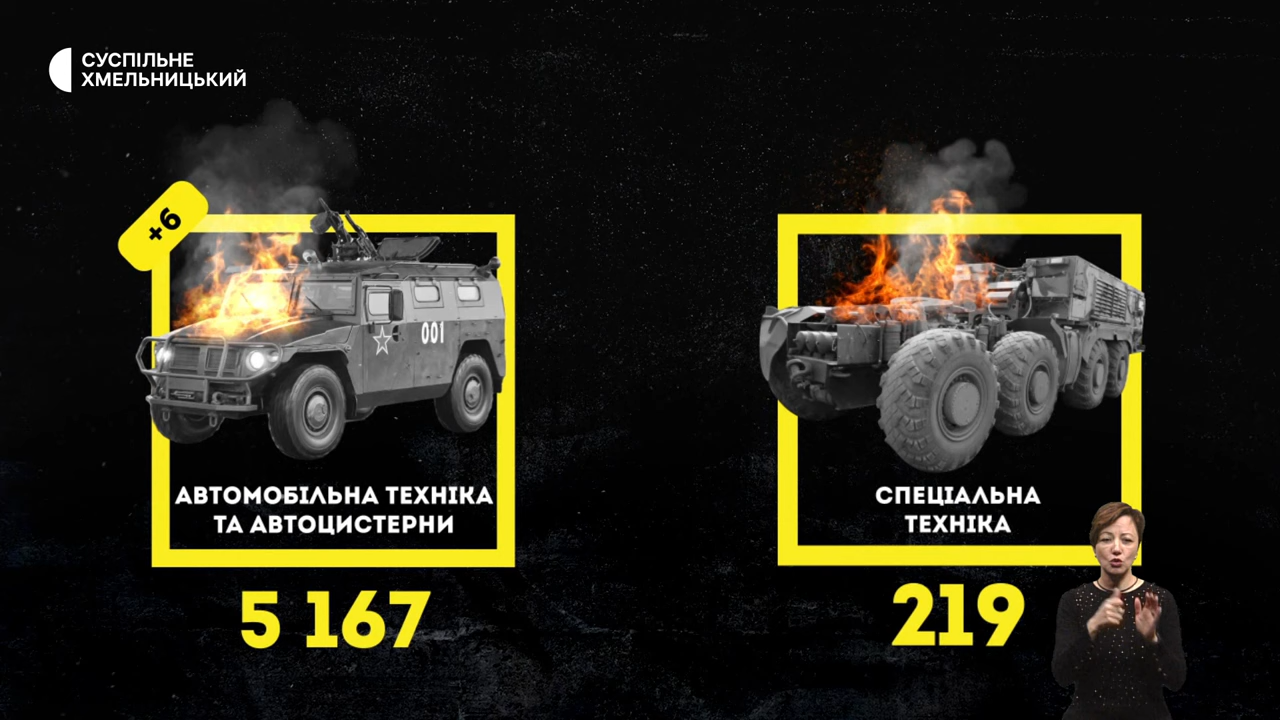 СУСПІЛЬНЕ
ХМЕЛЬНИЦЬКИЙ
+6
001
АВТОМОБІЛЬНА ТЕХНІКА
ТА АВТОЦИСТЕРНИ
5 167
СПЕЦІАЛЬНА
ТЕХНІКА
219